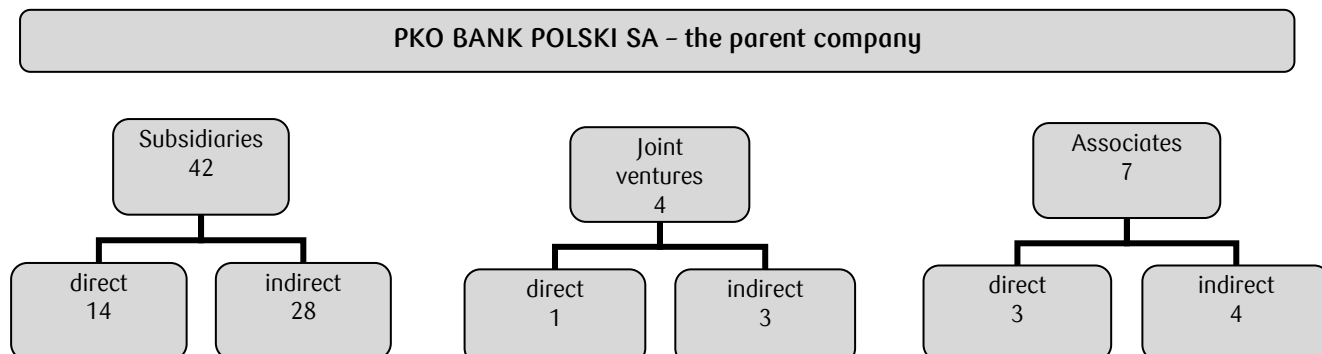 PKO BANK POLSKI SA – the parent company
Subsidiaries
42
Joint
ventures
4
Associates
7
direct
14
indirect
28
direct
1
indirect
3
direct
3
indirect
4